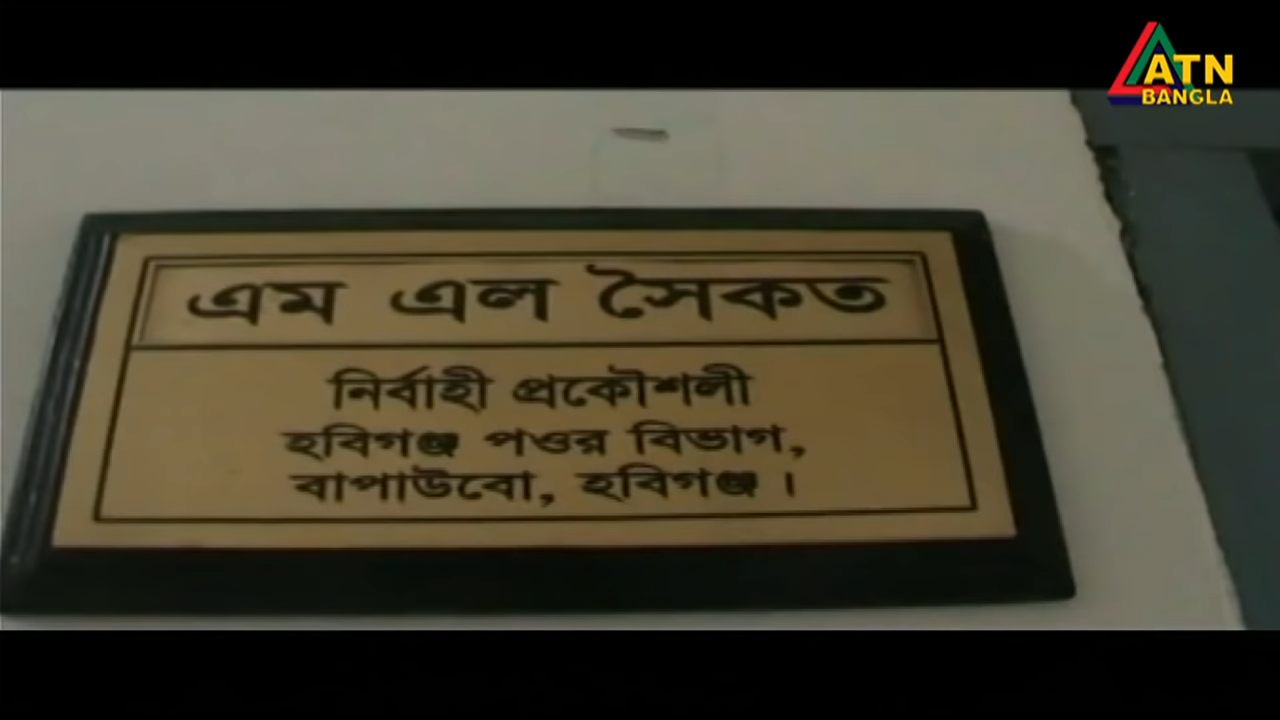 ATN
BANGLA
এম এল সৈকত
নির্বাহী প্রকৌশলী
হবিগঞ্জ পওর বিভাগ,
বাপাউবো, হবিগঞ্জ ।